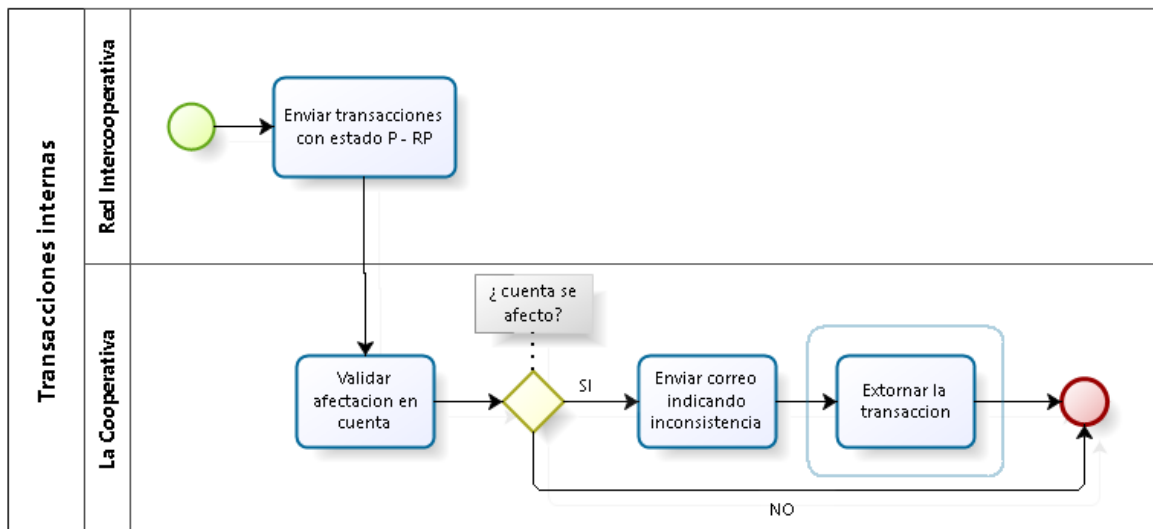 Transacciones internas
Red Intercooperativa
Enviar transacciones
con estado P - RP
La Cooperativa
¿ cuenta se
afecto?
Validar
afectacion en
cuenta
SI
Enviar correo
indicando
inconsistencia
Extornar la
transaccion
NO